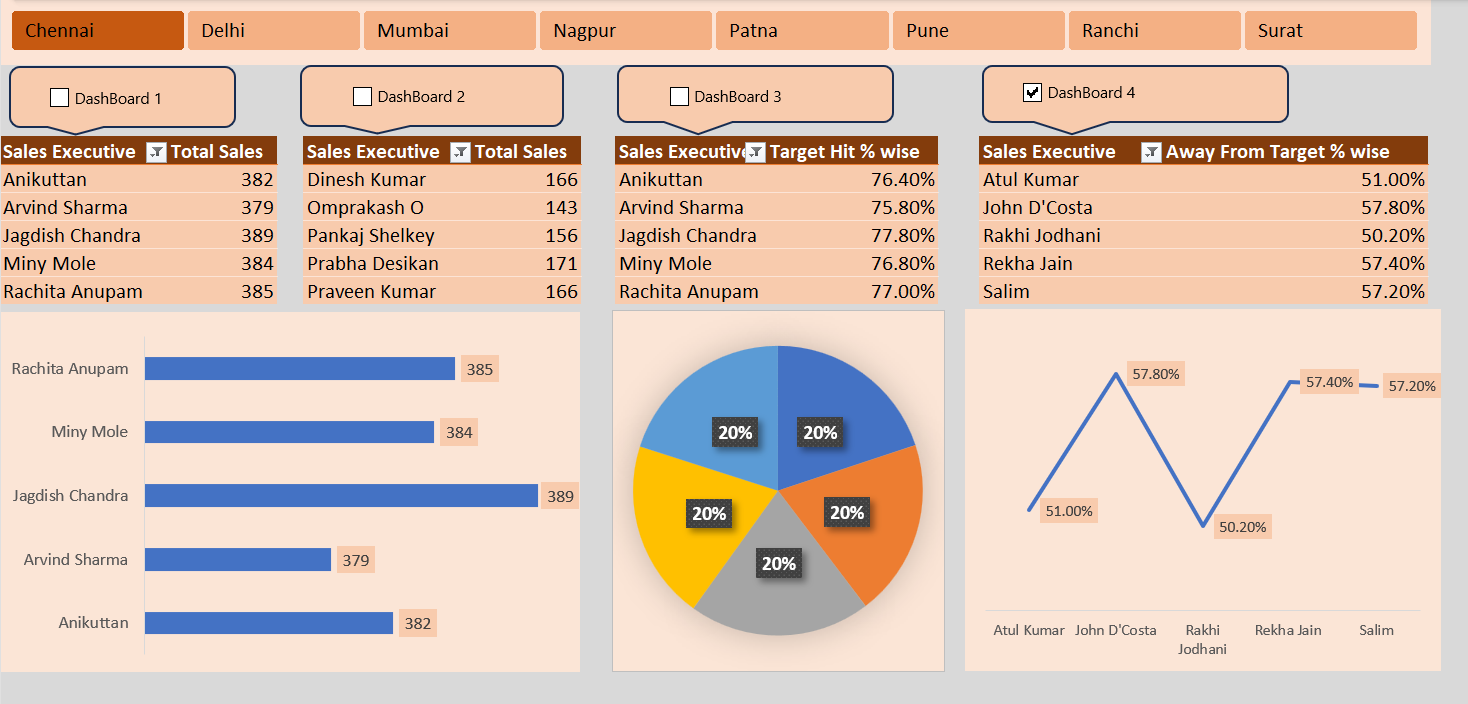 Chennai Delhi Mumbai Nagpur Patna Pune Ranchi Surat
DashBoard 1
DashBoard 2
DashBoard 3
DashBoard 4
Sales Executive Total Sales
Anikuttan 382
Arvind Sharma 379
Jagdish Chandra 389
Miny Mole 384
Rachita Anupam 385
Sales Executive Total Sales
Dinesh Kumar 166
Omprakash O 143
Pankaj Shelkey 156
Prabha Desikan 171
Praveen Kumar 166
Sales Executive Target Hit % wise
Anikuttan 76.40%
Arvind Sharma 75.80%
Jagdish Chandra 77.80%
Miny Mole 76.80%
Rachita Anupam 77.00%
Sales Executive Away From Target % wise
Atul Kumar 51.00%
John D'Costa 57.80%
Rakhi Jodhani 50.20%
Rekha Jain 57.40%
Salim 57.20%
Rachita Anupam 385
Miny Mole 384
Jagdish Chandra 389
Arvind Sharma 379
Anikuttan 382
20%
20%
20%
20%
20%
57.80%
57.40%
57.20%
51.00%
50.20%
Atul Kumar
John D'Costa
Rakhi
Jodhani
Rekha Jain
Salim